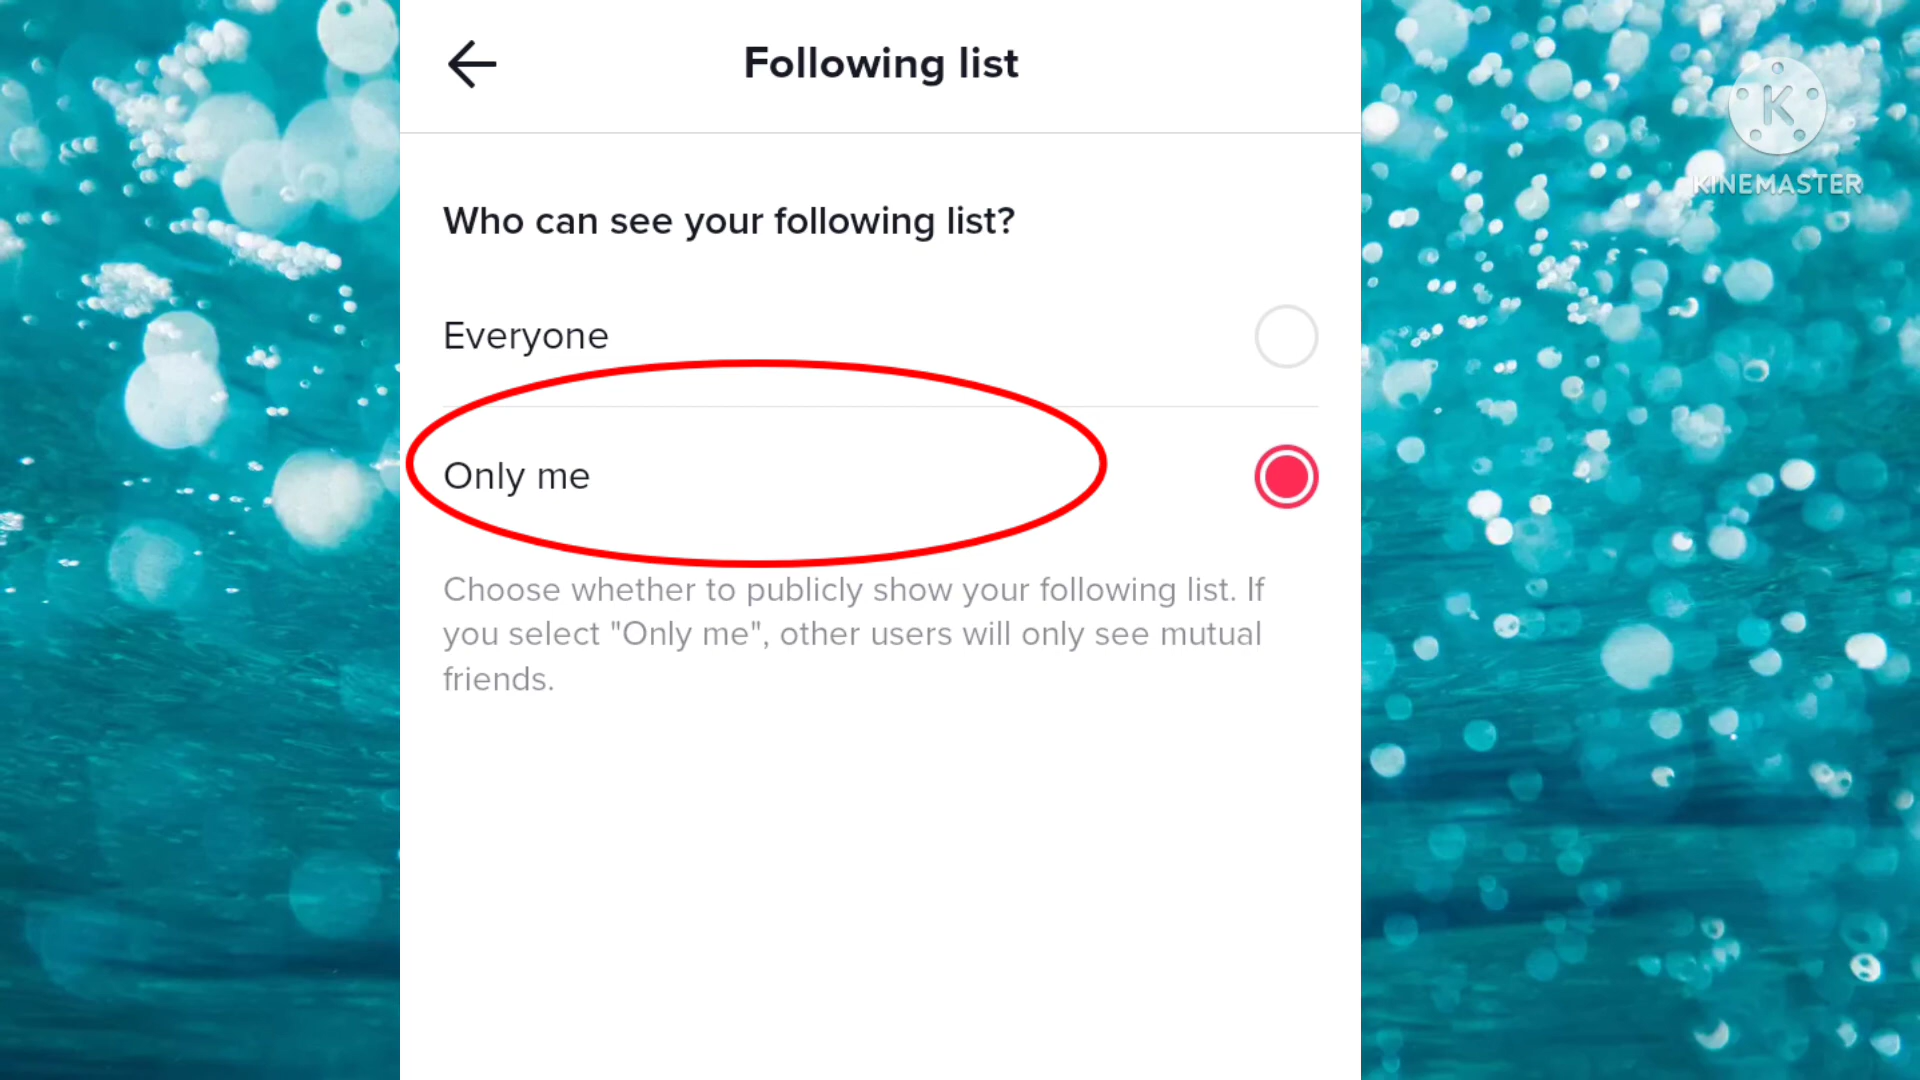 Following list
K
KINEMASTER
Who can see your following list?
Everyone
Only me
Choose whether to publicly show your following list. If
you select "Only me", other users will only see mutual
friends.